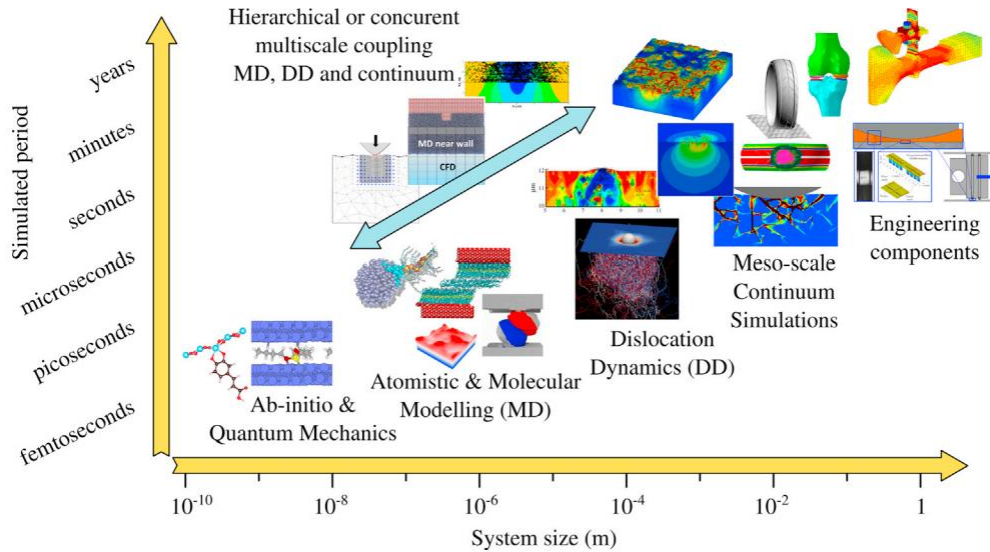 Hierarchical or concurent
multiscale coupling
MD, DD and continuum
Simulated period
years
minutes
seconds
microseconds
picoseconds
femtoseconds
MD near wall
CFD
Engineering
components
Meso-scale
Continuum
Simulations
Dislocation
Dynamics (DD)
Atomistic & Molecular
Modelling (MD)
Ab-initio &
Quantum Mechanics
10⁻¹⁰ 10⁻⁸ 10⁻⁶ 10⁻⁴ 10⁻² 1
System size (m)